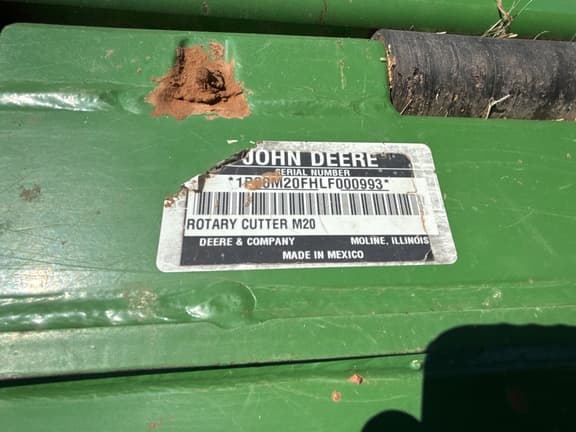 JOHN DEERE
SERIAL NUMBER
ROTARY CUTTER M20
DEERE & COMPANY MOLINE, ILLINOIS
MADE IN MEXICO